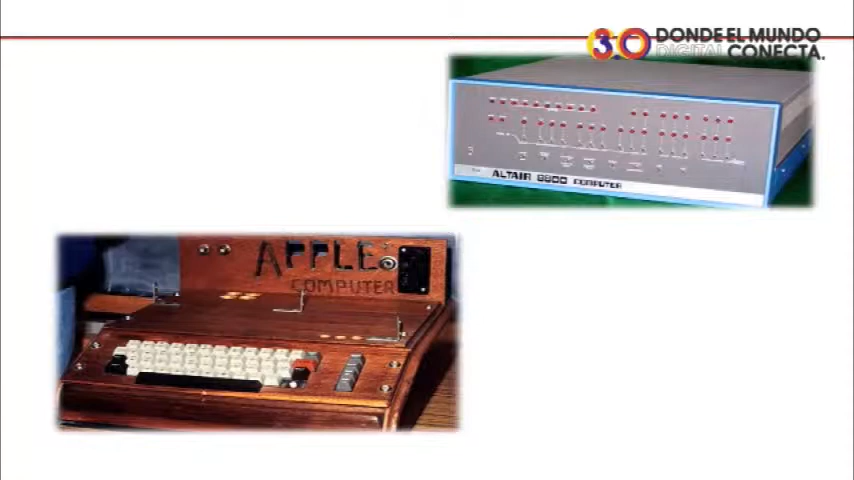 30 DONDE EL MUNDO
DIGITAL CONECTA.
ALTAIR 8800 COMPUTER
APPLE
COMPUTER